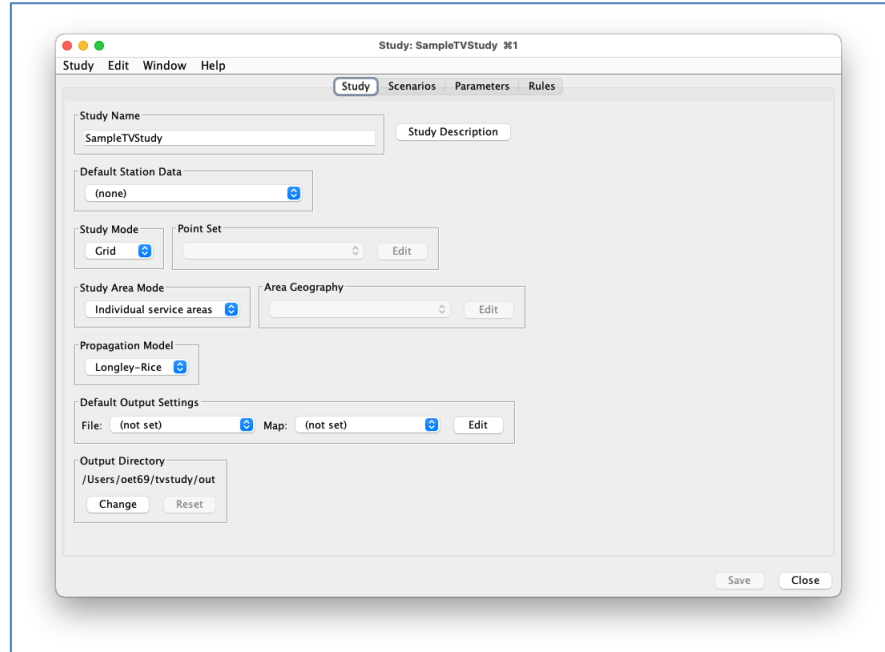 Study: SampleTVStudy ⌘1
Study Edit Window Help
Study Scenarios Parameters Rules
Study Name
SampleTVStudy
Study Description
Default Station Data
(none)
Study Mode Point Set
Grid Edit
Study Area Mode Area Geography
Individual service areas Edit
Propagation Model
Longley-Rice
Default Output Settings
File: (not set) Map: (not set) Edit
Output Directory
/Users/oet69/tvstudy/out
Change Reset
Save Close